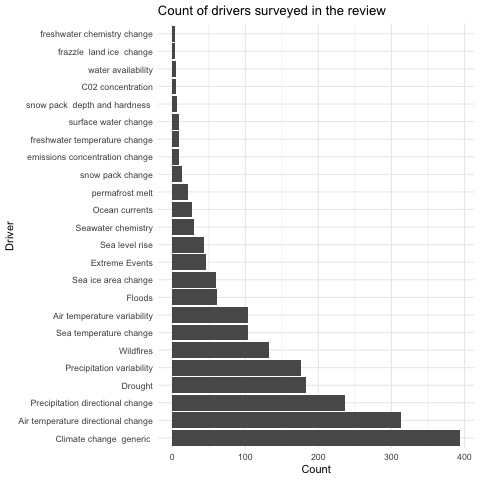 Count of drivers surveyed in the review
freshwater chemistry change
frazzle  land ice  change
water availability
C02 concentration
snow pack  depth and hardness
surface water change
freshwater temperature change
emissions concentration change
snow pack change
permafrost melt
Ocean currents
Seawater chemistry
Sea level rise
Extreme Events
Sea ice area change
Floods
Air temperature variability
Sea temperature change
Wildfires
Precipitation variability
Drought
Precipitation directional change
Air temperature directional change
Climate change  generic
Driver
0 100 200 300 400
Count